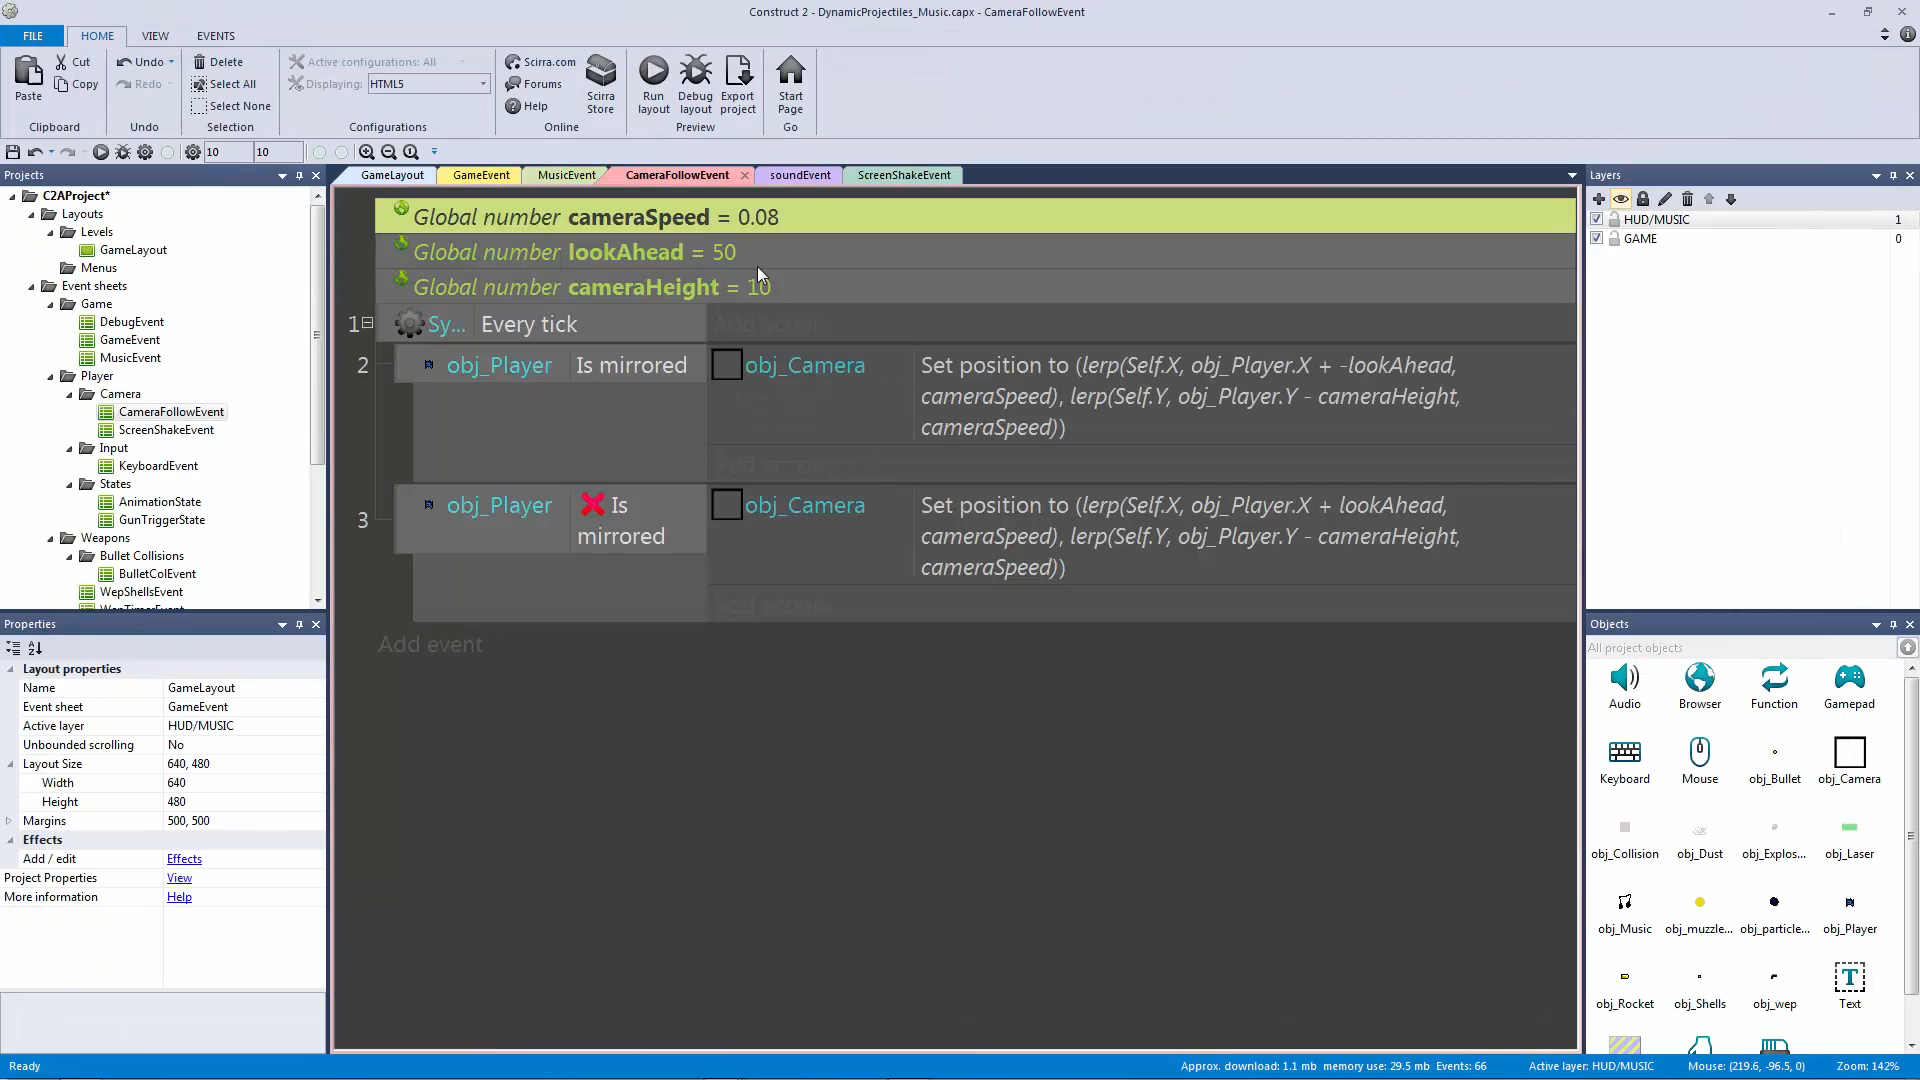 Construct 2 - DynamicProjectiles_Music.capx - CameraFollowEvent
FILE HOME VIEW EVENTS
Paste
Cut
Copy
Clipboard
Undo
Redo
Undo
Delete
Select All
Select None
Selection
Active configurations: All
Displaying: HTML5
Configurations
Scirra.com
Forums
Help
Scirra Store
Online
Run layout
Debug layout
Export project
Preview
Start Page
Go
10 10
Projects
C2AProject*
Layouts
Levels
GameLayout
Menus
Event sheets
Game
DebugEvent
GameEvent
MusicEvent
Player
Camera
CameraFollowEvent
ScreenShakeEvent
Input
KeyboardEvent
States
AnimationState
GunTriggerState
Weapons
Bullet Collisions
BulletColEvent
WepShellsEvent
WepTimerEvent
Properties
Layout properties
Name GameLayout
Event sheet GameEvent
Active layer HUD/MUSIC
Unbounded scrolling No
Layout Size 640, 480
Width 640
Height 480
Margins 500, 500
Effects
Add / edit Effects
Project Properties View
More information Help
GameLayout GameEvent MusicEvent CameraFollowEvent soundEvent ScreenShakeEvent
Global number cameraSpeed = 0.08
Global number lookAhead = 50
Global number cameraHeight = 10
1 Sy... Every tick Add action
2 obj_Player Is mirrored obj_Camera Set position to (lerp(Self.X, obj_Player.X + -lookAhead,
cameraSpeed), lerp(Self.Y, obj_Player.Y - cameraHeight,
cameraSpeed))
Add action
3 obj_Player Is mirrored obj_Camera Set position to (lerp(Self.X, obj_Player.X + lookAhead,
cameraSpeed), lerp(Self.Y, obj_Player.Y - cameraHeight,
cameraSpeed))
Add action
Add event
Layers
HUD/MUSIC 1
GAME 0
Objects
All project objects
Audio Browser Function Gamepad
Keyboard Mouse obj_Bullet obj_Camera
obj_Collision obj_Dust obj_Explos... obj_Laser
obj_Music obj_muzzle... obj_particle... obj_Player
obj_Rocket obj_Shells obj_wep Text
Ready
Approx. download: 1.1 mb memory use: 29.5 mb Events: 66
Active layer: HUD/MUSIC
Mouse: (219.6, -96.5, 0)
Zoom: 142%